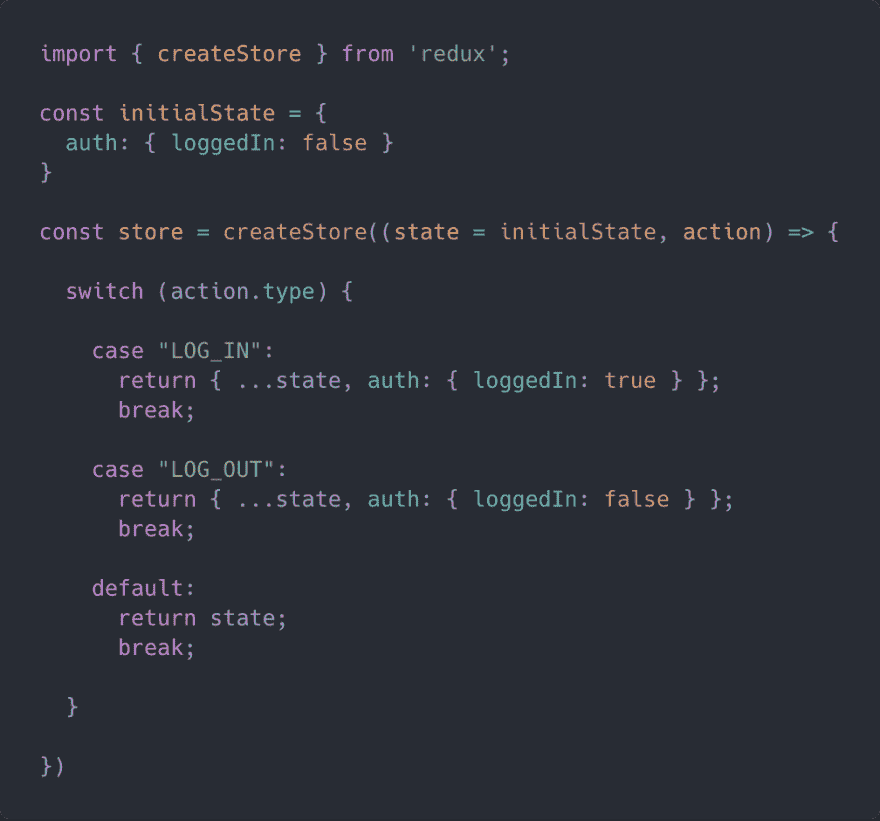 import { createStore } from 'redux';
const initialState = {
  auth: { loggedIn: false }
}
const store = createStore((state = initialState, action) => {
  switch (action.type) {
    case "LOG_IN":
      return { ...state, auth: { loggedIn: true } };
      break;
    case "LOG_OUT":
      return { ...state, auth: { loggedIn: false } };
      break;
    default:
      return state;
      break;
  }
})